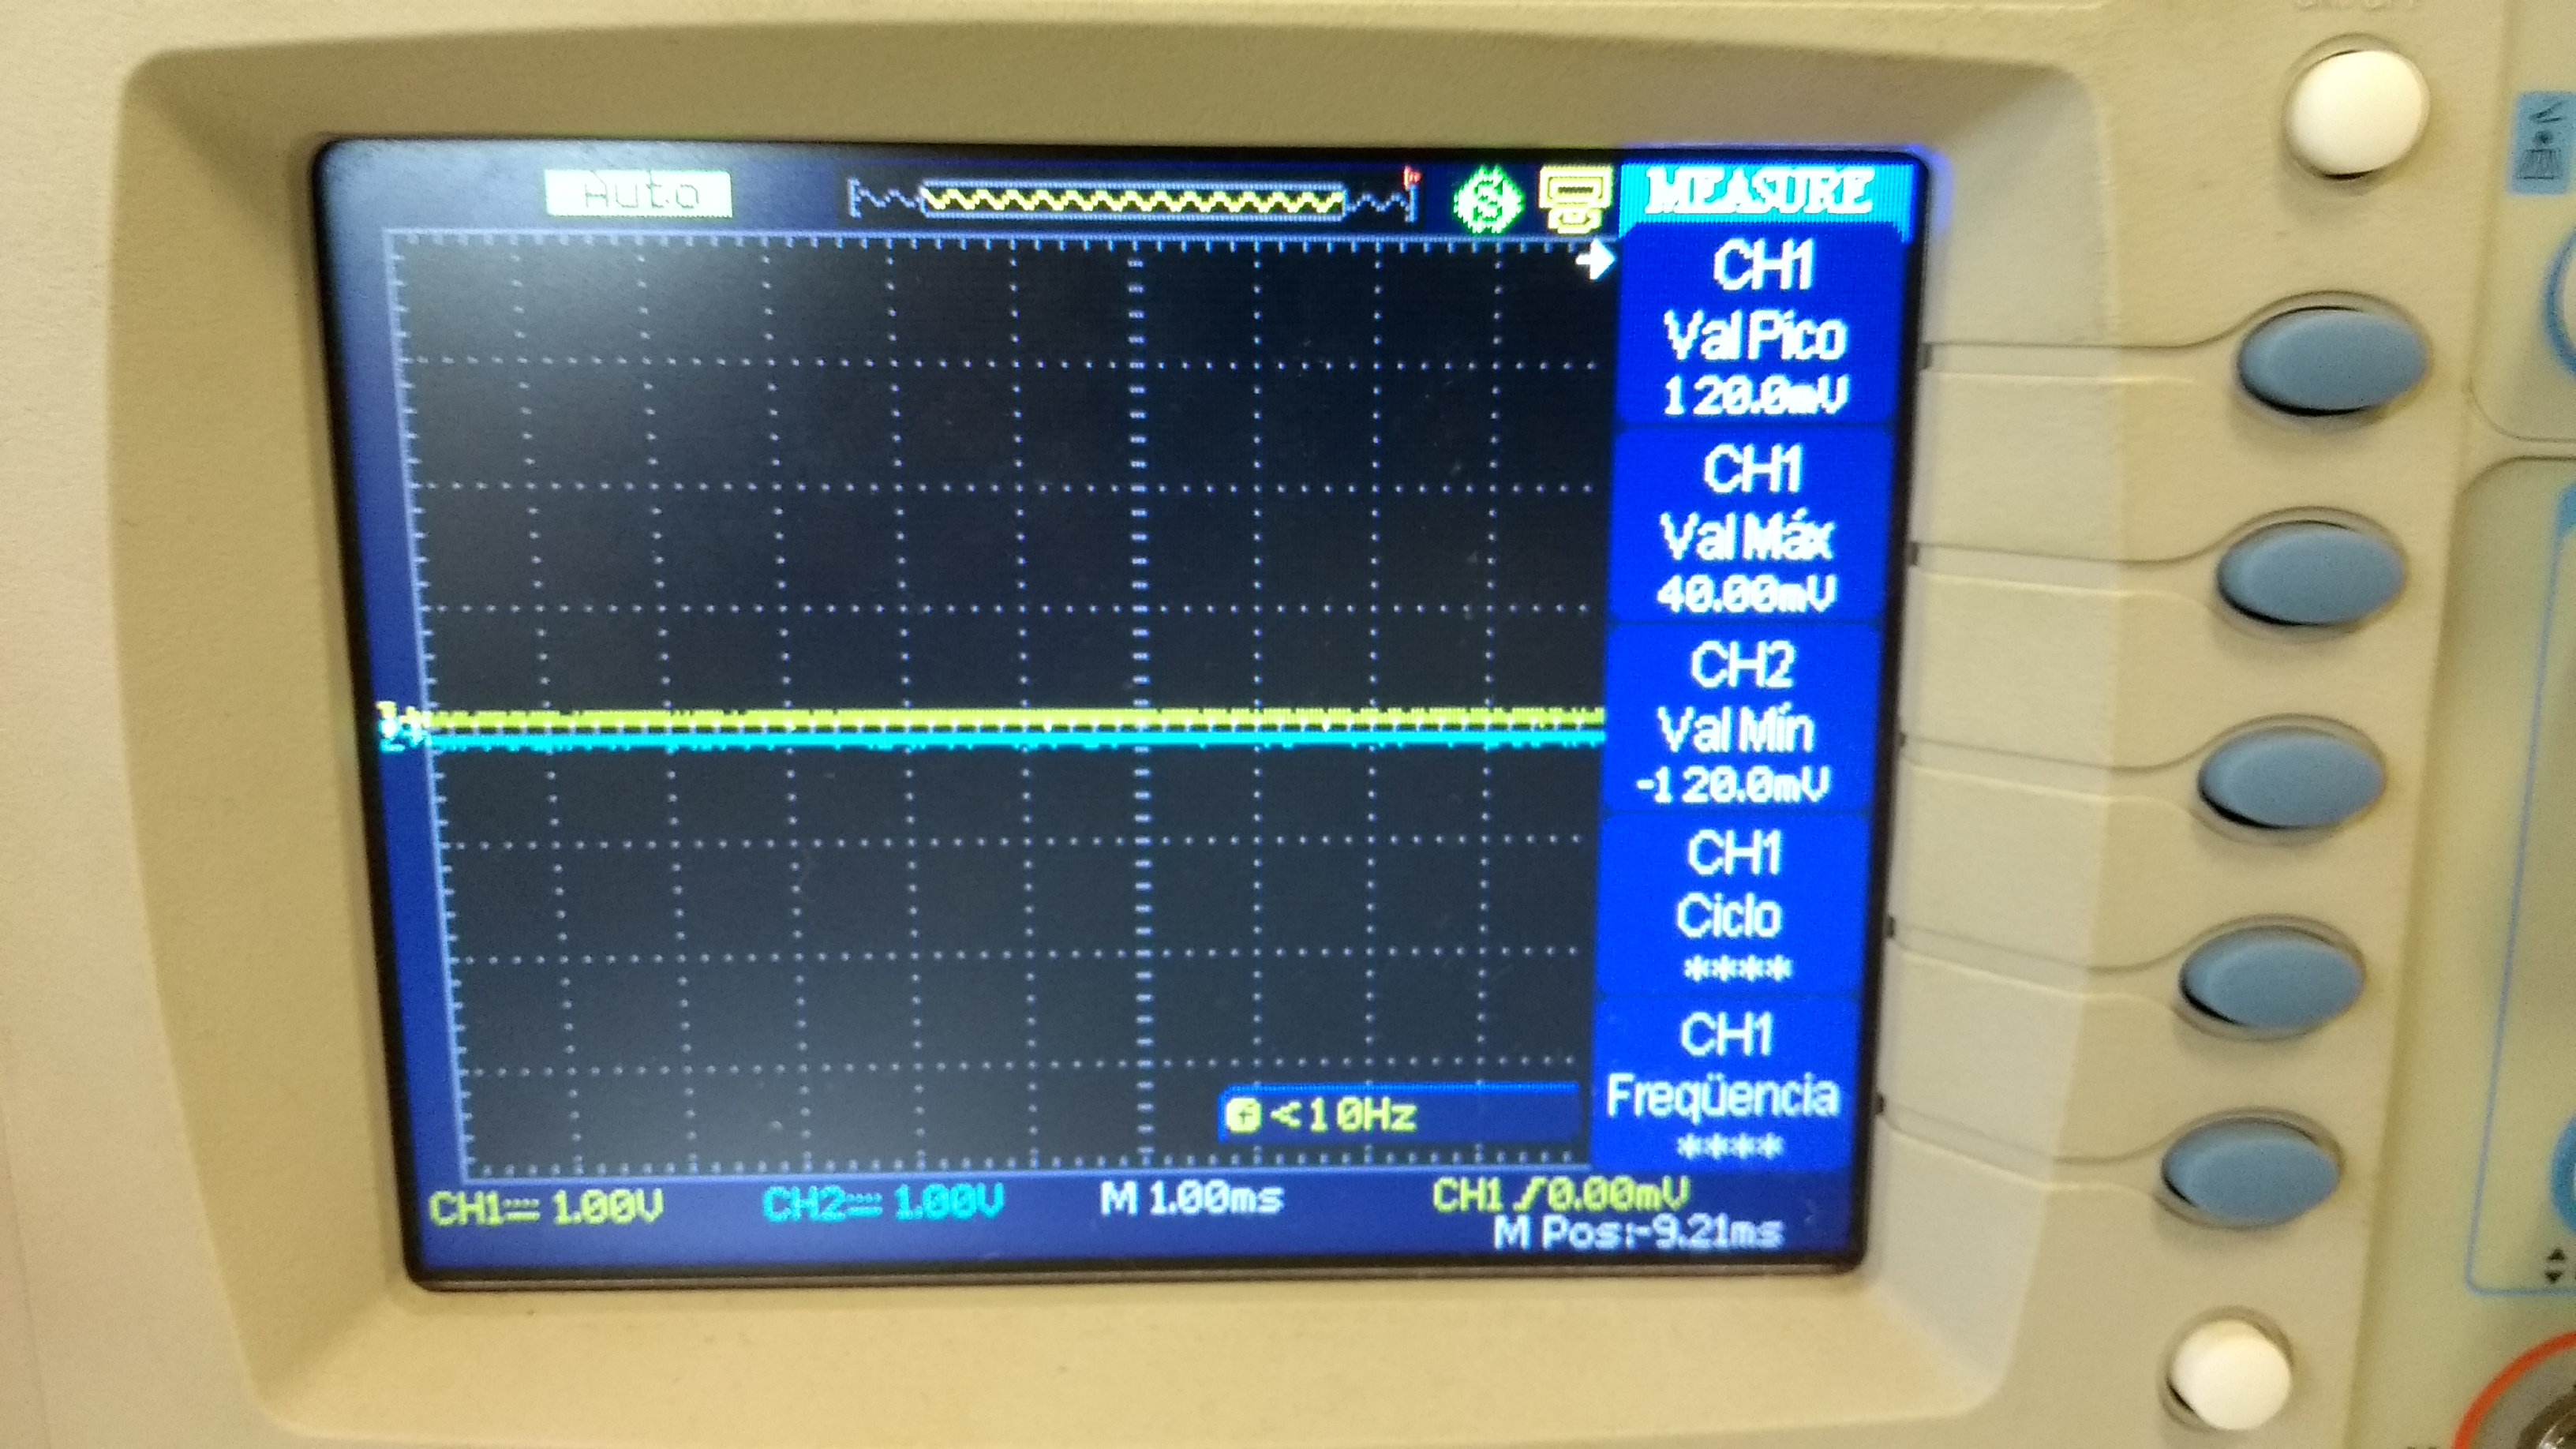 Auto
MEASURE
CH1
Val Pico
120.0mV
CH1
Val Máx
40.00mV
CH2
Val Mín
-120.0mV
CH1
Ciclo
****
CH1
Freqüencia
****
<10Hz
CH1 1.00V CH2 1.00V M 1.00ms CH1 0.00mV
M Pos:-9.21ms